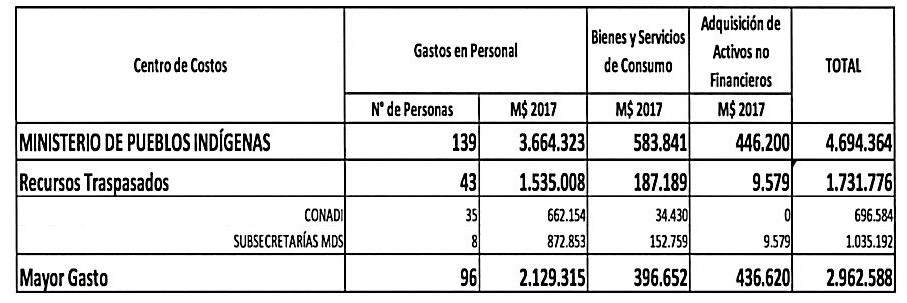 Centro de Costos Gastos en Personal Bienes y Servicios de Consumo Adquisición de Activos no Financieros TOTAL
N° de Personas M$ 2017 M$ 2017 M$ 2017
MINISTERIO DE PUEBLOS INDÍGENAS 139 3.664.323 583.841 446.200 4.694.364
Recursos Traspasados 43 1.535.008 187.189 9.579 1.731.776
CONADI 35 662.154 34.430 0 696.584
SUBSECRETARÍAS MDS 8 872.853 152.759 9.579 1.035.192
Mayor Gasto 96 2.129.315 396.652 436.620 2.962.588